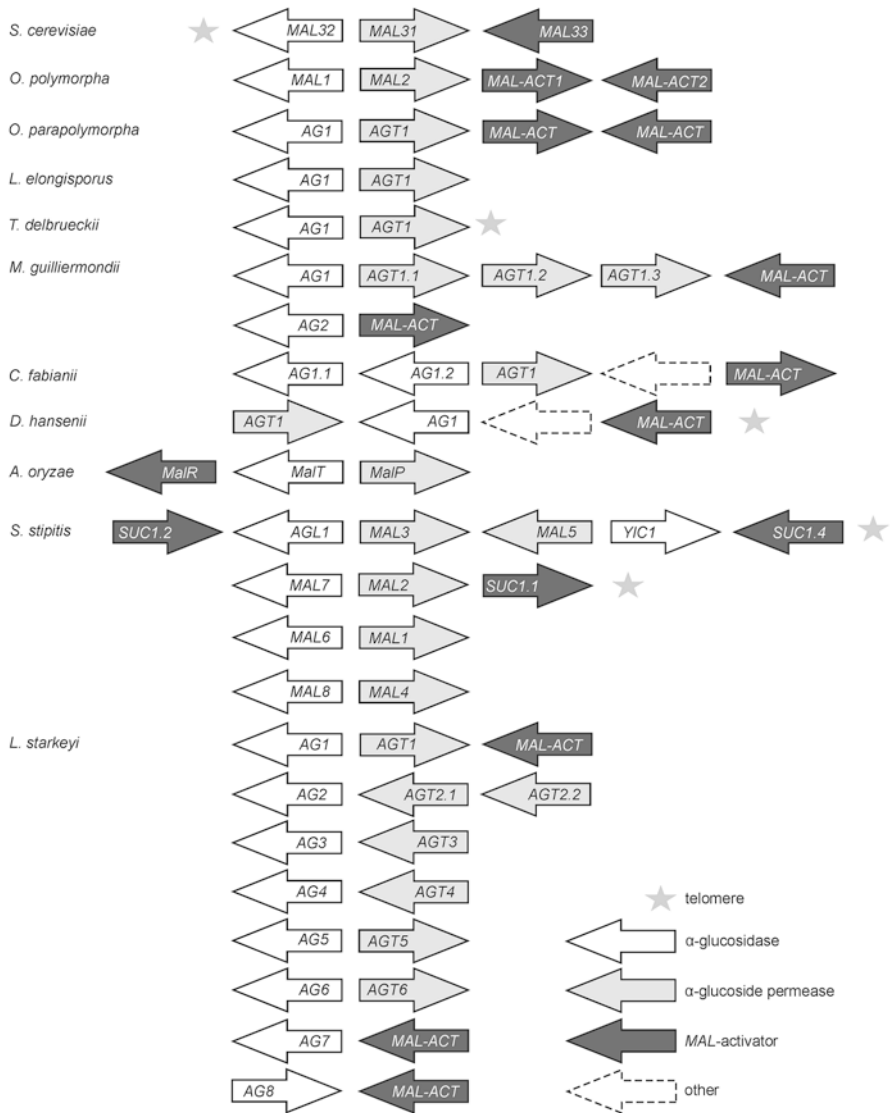 S. cerevisiae MAL32 MAL31 MAL33
O. polymorpha MAL1 MAL2 MAL-ACT1 MAL-ACT2
O. parapolymorpha AG1 AGT1 MAL-ACT MAL-ACT
L. elongisporus AG1 AGT1
T. delbrueckii AG1 AGT1
M. guilliermondii AG1 AGT1.1 AGT1.2 AGT1.3 MAL-ACT
AG2 MAL-ACT
C. fabianii AG1.1 AG1.2 AGT1 MAL-ACT
D. hansenii AGT1 AG1 MAL-ACT
A. oryzae MalR MalT MalP
S. stipitis SUC1.2 AGL1 MAL3 MAL5 YIC1 SUC1.4
MAL7 MAL2 SUC1.1
MAL6 MAL1
MAL8 MAL4
L. starkeyi AG1 AGT1 MAL-ACT
AG2 AGT2.1 AGT2.2
AG3 AGT3
AG4 AGT4
telomere
AG5 AGT5 α-glucosidase
AG6 AGT6 α-glucoside permease
AG7 MAL-ACT MAL-activator
AG8 MAL-ACT other